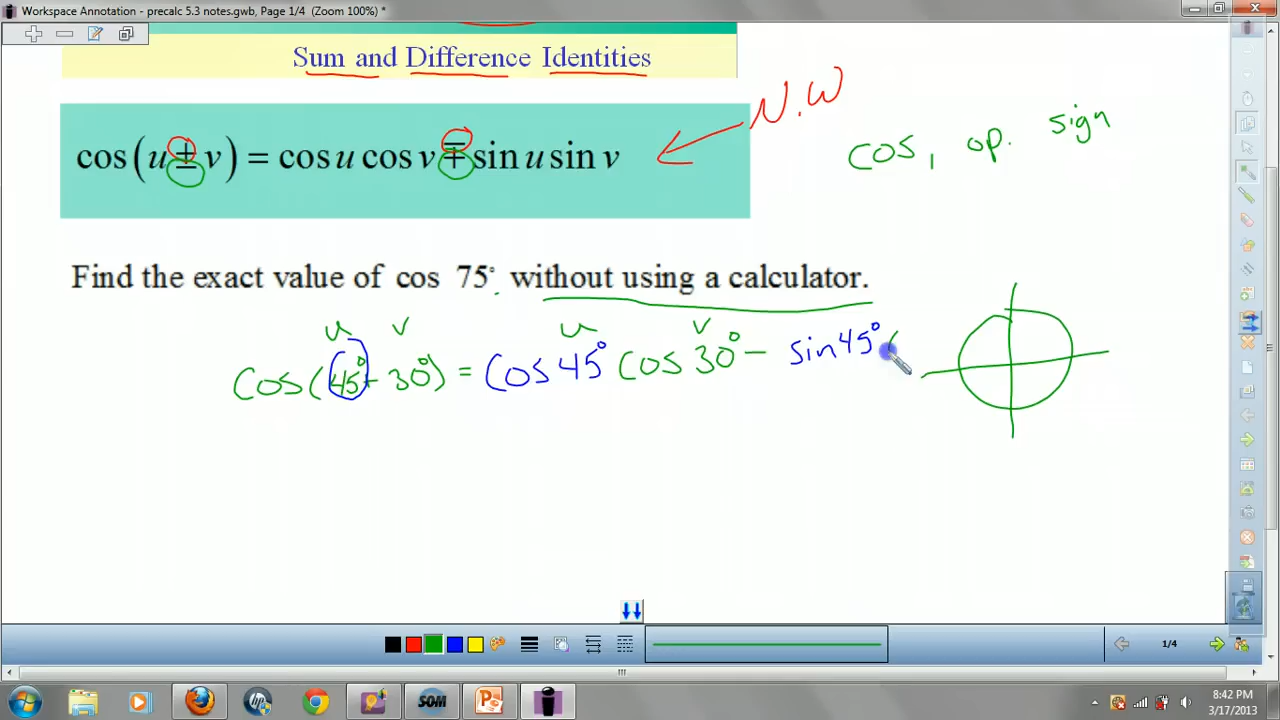 Workspace Annotation - precalc 5.3 notes.gwb, Page 1/4 (Zoom 100%) *
Sum and Difference Identities
N.W
cos, op. sign
cos(u ± v) = cos u cos v ∓ sin u sin v
Find the exact value of cos 75° without using a calculator.
u v u v
cos(45° + 30°) = cos 45° cos 30° - sin 45°
1/4
SOM
8:42 PM
3/17/2013